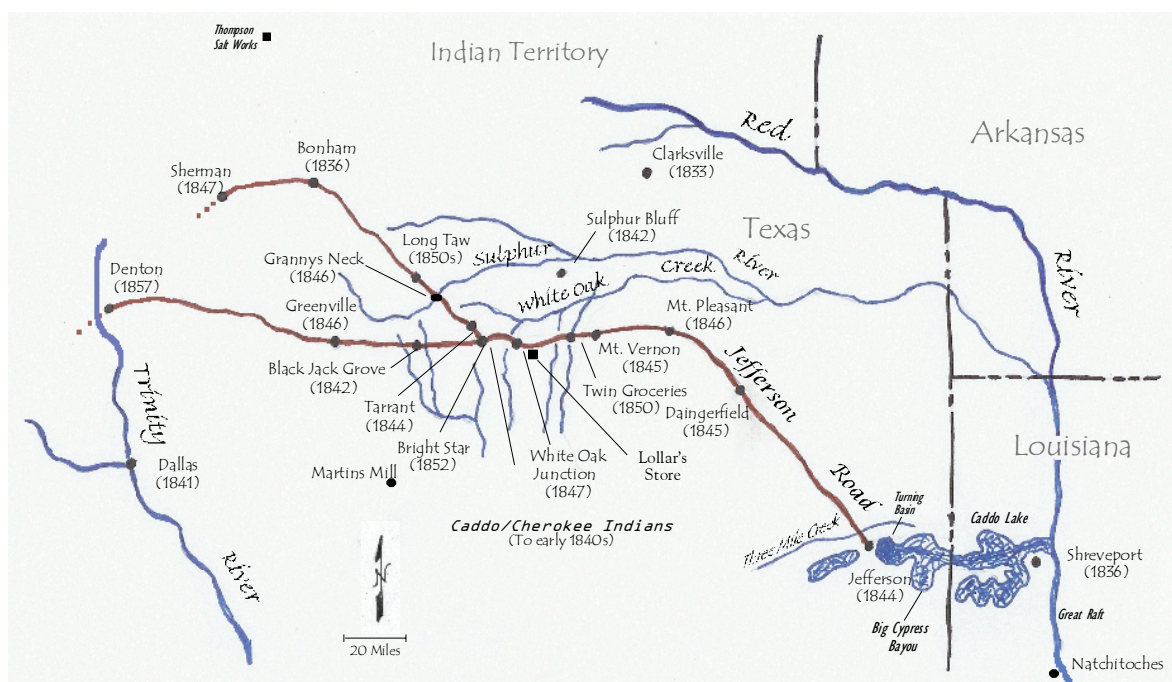 Thompson
Salt Works
Indian Territory
Red
Arkansas
Bonham
(1836)
Sherman
(1847)
Clarksville
(1833)
Sulphur Bluff
(1842)
Texas
Long Taw
(1850s)
Sulphur
River
Grannys Neck
(1846)
Denton
(1857)
White Oak
Creek
River
Greenville
(1846)
Mt. Pleasant
(1846)
Mt. Vernon
(1845)
Black Jack Grove
(1842)
Twin Groceries
(1850)
Jefferson
Trinity
Tarrant
(1844)
Daingerfield
(1845)
Bright Star
(1852)
White Oak
Junction
(1847)
Lollar's
Store
Louisiana
Dallas
(1841)
Martins Mill
Road
Turning
Basin
Caddo/Cherokee Indians
(To early 1840s)
Caddo Lake
Three Mile Creek
Shreveport
(1836)
Jefferson
(1844)
River
N
Great Raft
Big Cypress
Bayou
20 Miles
Natchitoches